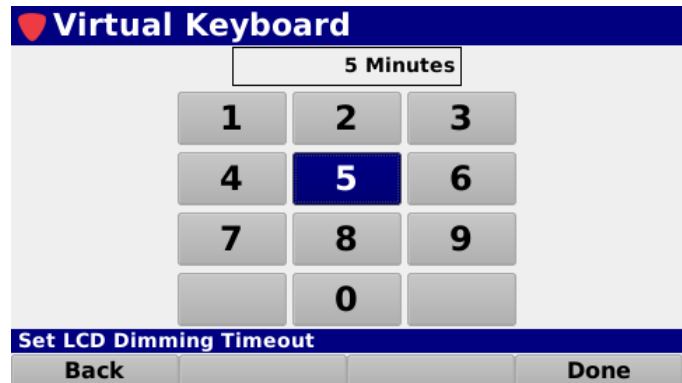 Virtual Keyboard
5 Minutes
1 2 3
4 5 6
7 8 9
0
Set LCD Dimming Timeout
Back Done